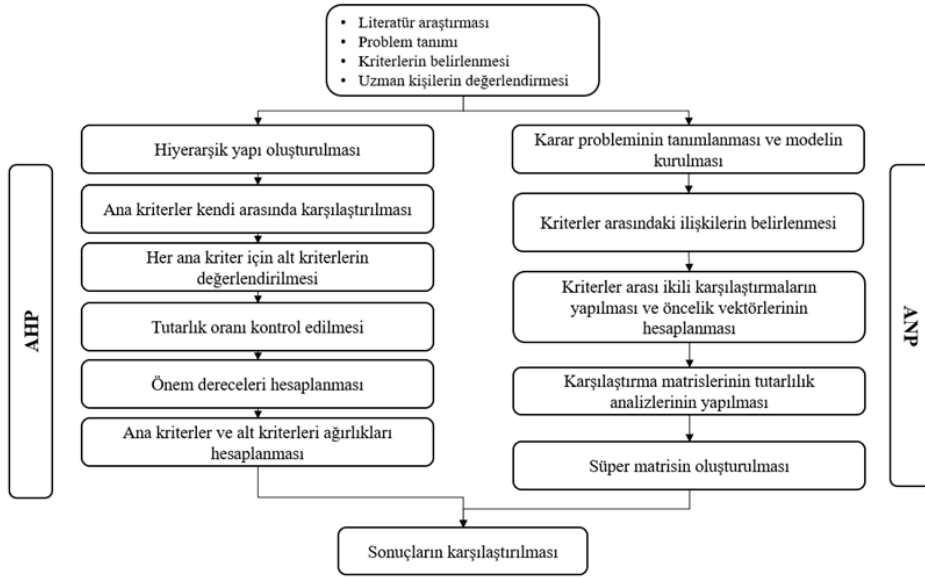 • Literatür araştırması
• Problem tanımı
• Kriterlerin belirlenmesi
• Uzman kişilerin değerlendirmesi
AHP
Hiyerarşik yapı oluşturulması
Ana kriterler kendi arasında karşılaştırılması
Her ana kriter için alt kriterlerin
değerlendirilmesi
Tutarlık oranı kontrol edilmesi
Önem dereceleri hesaplanması
Ana kriterler ve alt kriterleri ağırlıkları
hesaplanması
Karar probleminin tanımlanması ve modelin
kurulması
Kriterler arasındaki ilişkilerin belirlenmesi
Kriterler arası ikili karşılaştırmaların
yapılması ve öncelik vektörlerinin
hesaplanması
Karşılaştırma matrislerinin tutarlılık
analizlerinin yapılması
Süper matrisin oluşturulması
ANP
Sonuçların karşılaştırılması